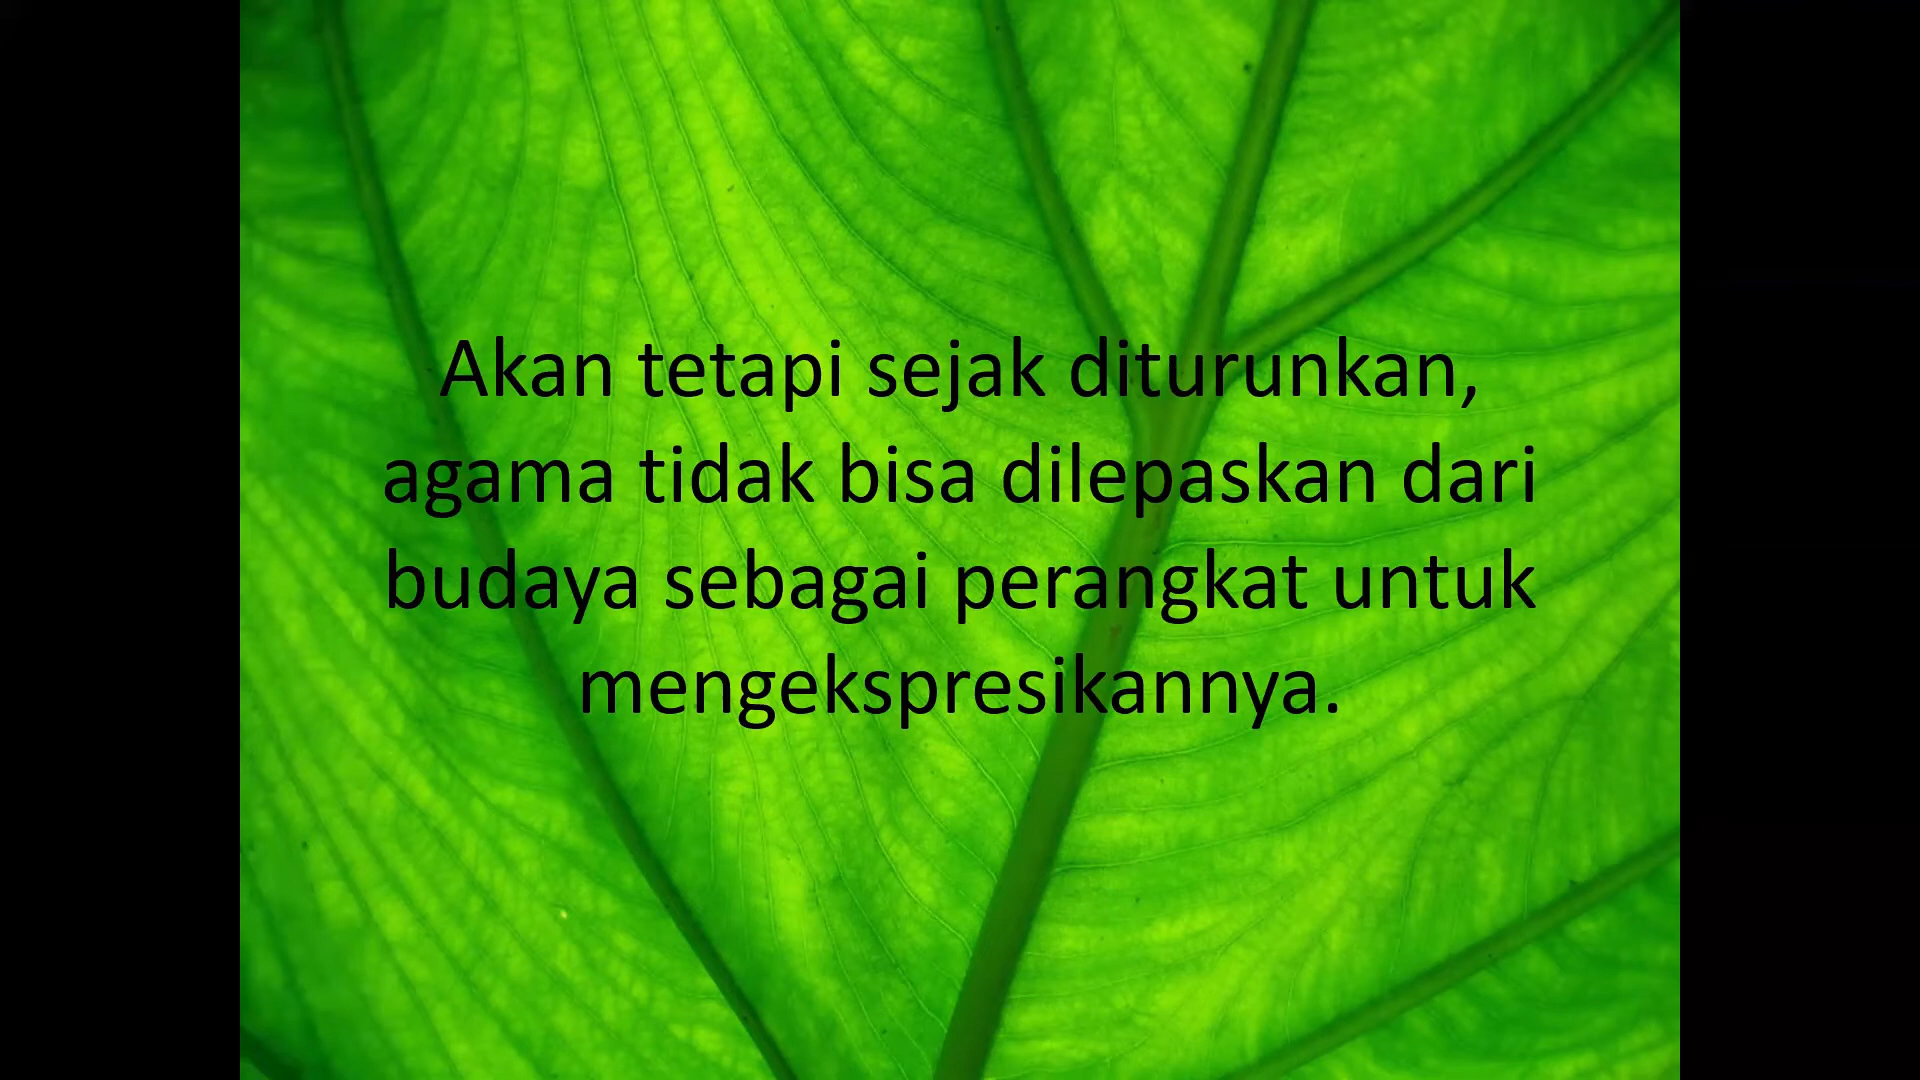 Akan tetapi sejak diturunkan,
agama tidak bisa dilepaskan dari
budaya sebagai perangkat untuk
mengekspresikannya.